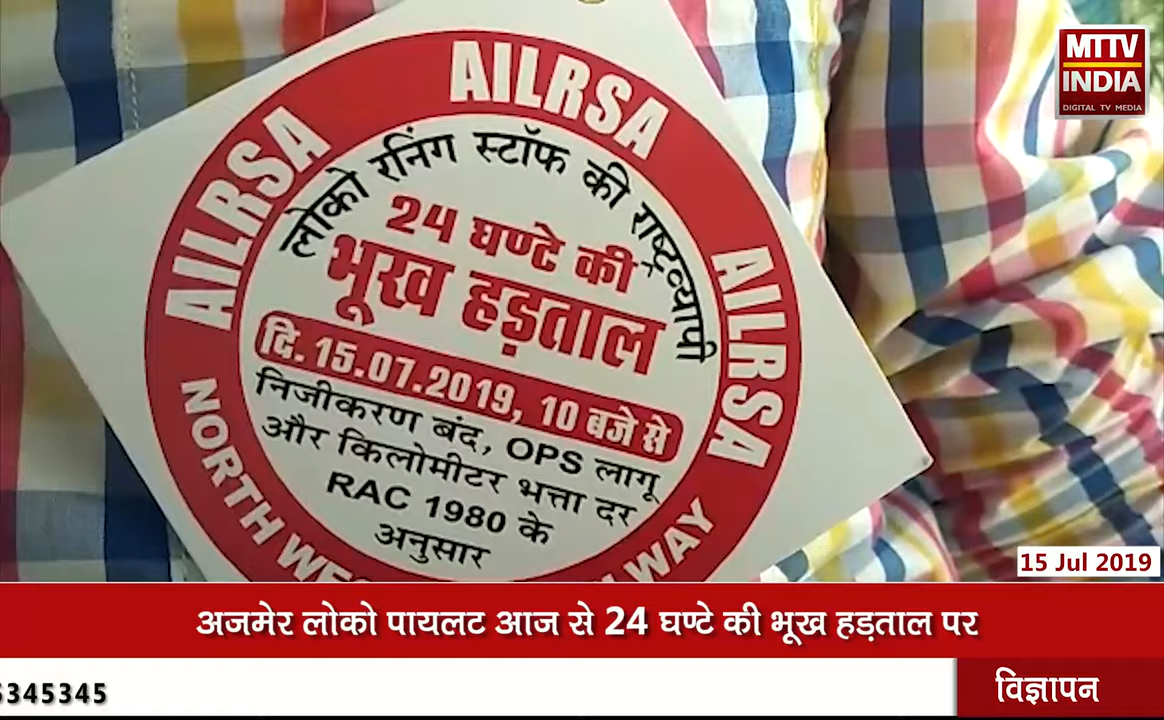 MTTV
INDIA
DIGITAL TV MEDIA
AILRSA AILRSA AILRSA
लोको रनिंग स्टॉफ की राष्ट्रव्यापी
24 घण्टे की
भूख हड़ताल
दि. 15.07.2019, 10 बजे से
निजीकरण बंद, OPS लागू
और किलोमीटर भत्ता दर
RAC 1980 के
अनुसार
NORTH
WAY
15 Jul 2019
अजमेर लोको पायलट आज से 24 घण्टे की भूख हड़ताल पर
345345
विज्ञापन